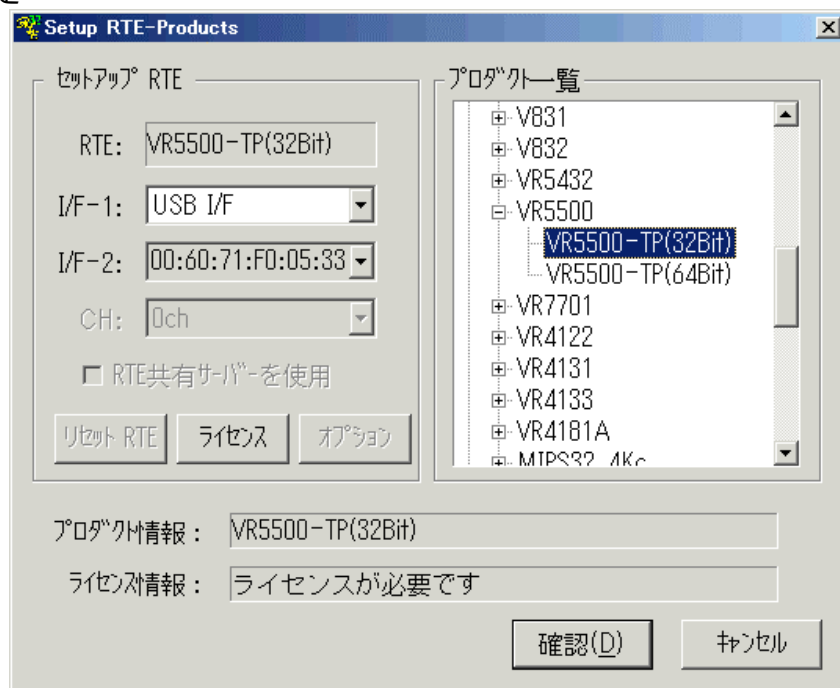 Setup RTE-Products
セットアップ RTE
RTE: VR5500-TP(32Bit)
I/F-1: USB I/F
I/F-2: 00:60:71:F0:05:33
CH: 0ch
RTE共有サーバーを使用
リセット RTE ライセンス オプション
プロダクト一覧
V831
V832
VR5432
VR5500
VR5500-TP(32Bit)
VR5500-TP(64Bit)
VR7701
VR4122
VR4131
VR4133
VR4181A
MIPS32 4Kc
プロダクト情報: VR5500-TP(32Bit)
ライセンス情報: ライセンスが必要です
確認(D) キャンセル